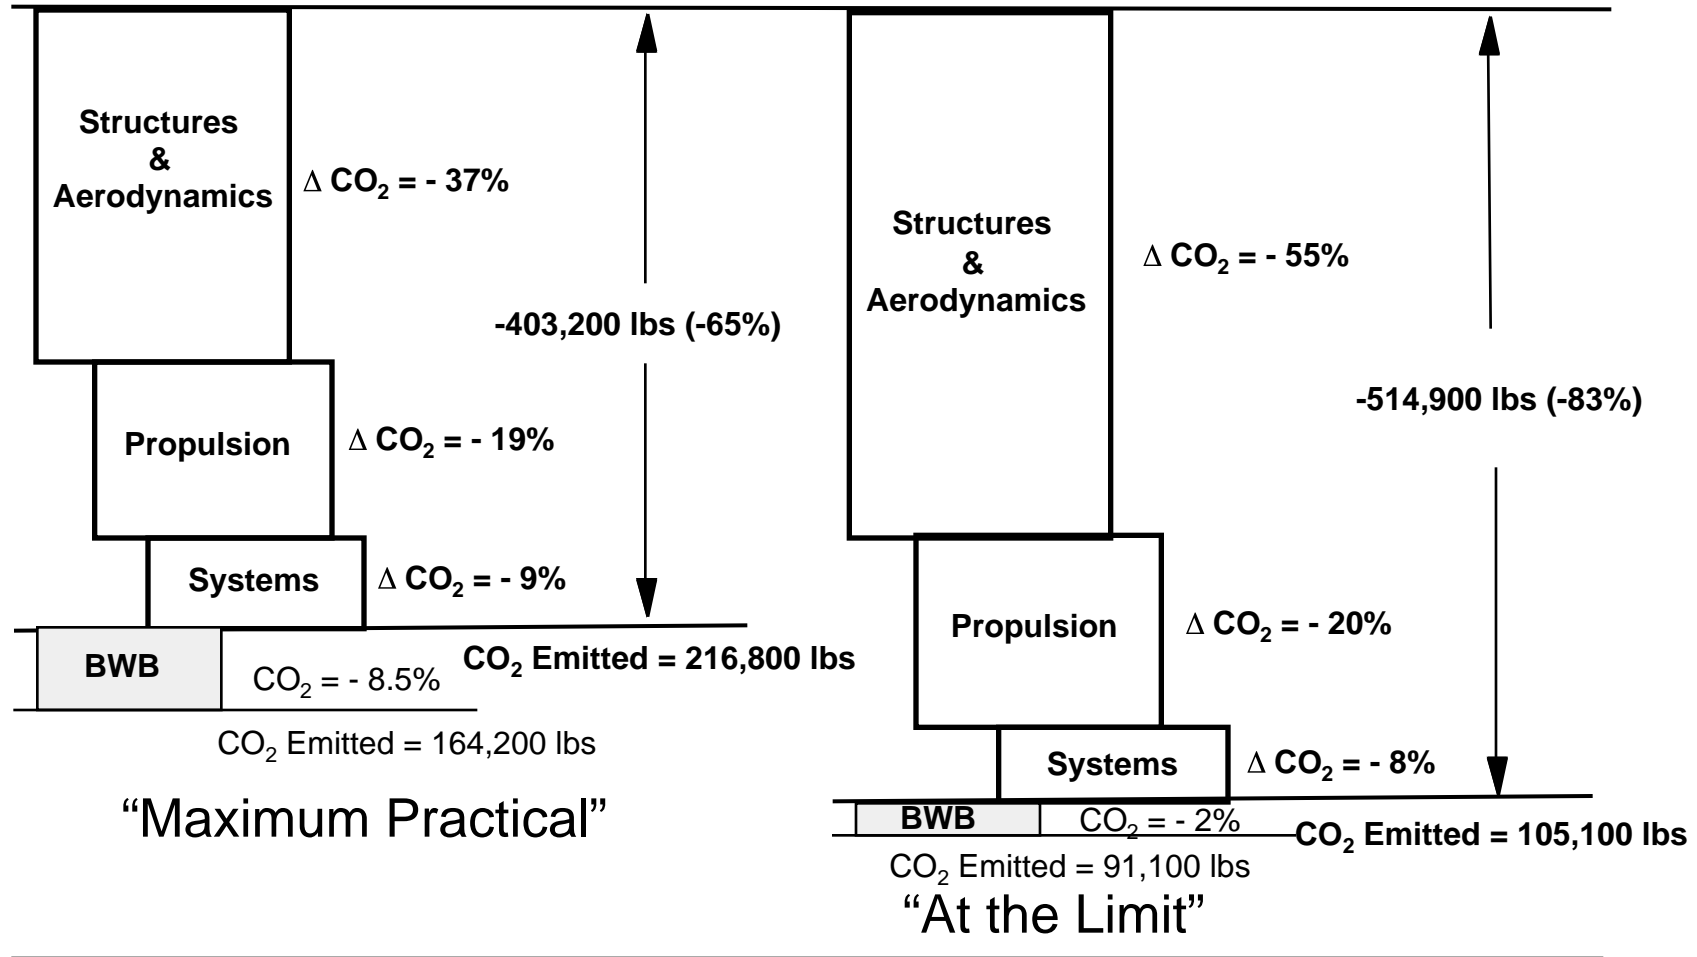 Structures
&
Aerodynamics
Δ CO₂ = - 37%
-403,200 lbs (-65%)
Propulsion
Δ CO₂ = - 19%
Systems
Δ CO₂ = - 9%
BWB
CO₂ = - 8.5%
CO₂ Emitted = 216,800 lbs
CO₂ Emitted = 164,200 lbs
“Maximum Practical”
Structures
&
Aerodynamics
Δ CO₂ = - 55%
-514,900 lbs (-83%)
Propulsion
Δ CO₂ = - 20%
Systems
Δ CO₂ = - 8%
BWB
CO₂ = - 2%
CO₂ Emitted = 105,100 lbs
CO₂ Emitted = 91,100 lbs
“At the Limit”